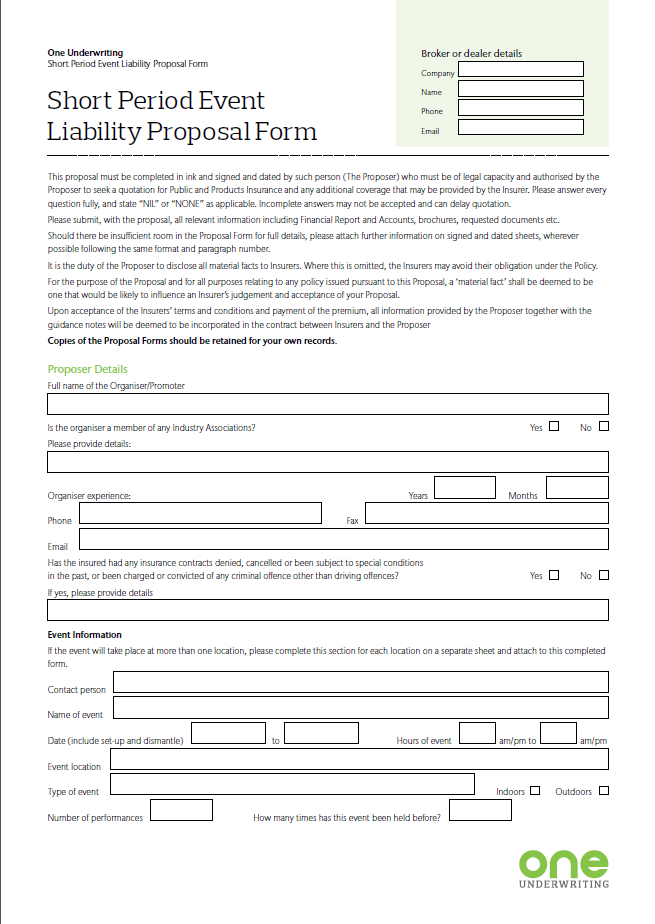 One Underwriting
Short Period Event Liability Proposal Form
Short Period Event
Liability Proposal Form
Broker or dealer details
Company
Name
Phone
Email
This proposal must be completed in ink and signed and dated by such person (The Proposer) who must be of legal capacity and authorised by the
Proposer to seek a quotation for Public and Products Insurance and any additional coverage that may be provided by the Insurer. Please answer every
question fully, and state “NIL” or “NONE” as applicable. Incomplete answers may not be accepted and can delay quotation.
Please submit, with the proposal, all relevant information including Financial Report and Accounts, brochures, requested documents etc.
Should there be insufficient room in the Proposal Form for full details, please attach further information on signed and dated sheets, wherever
possible following the same format and paragraph number.
It is the duty of the Proposer to disclose all material facts to Insurers. Where this is omitted, the Insurers may avoid their obligation under the Policy.
For the purpose of the Proposal and for all purposes relating to any policy issued pursuant to this Proposal, a ‘material fact’ shall be deemed to be
one that would be likely to influence an Insurer’s judgement and acceptance of your Proposal.
Upon acceptance of the Insurers’ terms and conditions and payment of the premium, all information provided by the Proposer together with the
guidance notes will be deemed to be incorporated in the contract between Insurers and the Proposer
Copies of the Proposal Forms should be retained for your own records.
Proposer Details
Full name of the Organiser/Promoter
Is the organiser a member of any Industry Associations? Yes No
Please provide details:
Organiser experience: Years Months
Phone Fax
Email
Has the insured had any insurance contracts denied, cancelled or been subject to special conditions
in the past, or been charged or convicted of any criminal offence other than driving offences? Yes No
If yes, please provide details
Event Information
If the event will take place at more than one location, please complete this section for each location on a separate sheet and attach to this completed
form.
Contact person
Name of event
Date (include set-up and dismantle) to Hours of event am/pm to am/pm
Event location
Type of event Indoors Outdoors
Number of performances How many times has this event been held before?
one
UNDERWRITING